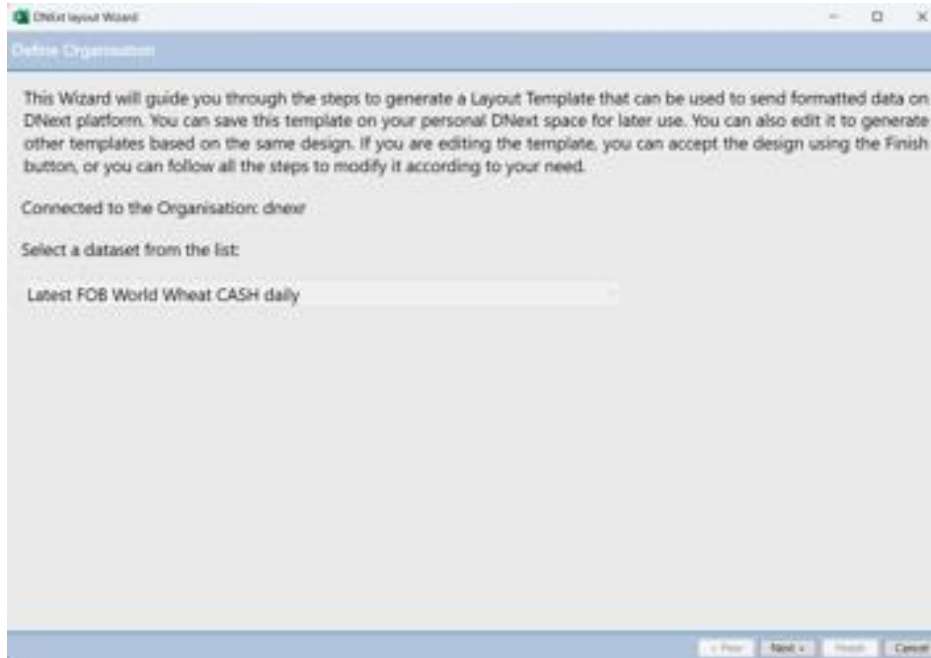 DNExt layout Wizard
Define Organisation
This Wizard will guide you through the steps to generate a Layout Template that can be used to send formatted data on
DNext platform. You can save this template on your personal DNext space for later use. You can also edit it to generate
other templates based on the same design. If you are editing the template, you can accept the design using the Finish
button, or you can follow all the steps to modify it according to your need.
Connected to the Organisation: dnexr
Select a dataset from the list:
Latest FOB World Wheat CASH daily
< Prev Next > Finish Cancel